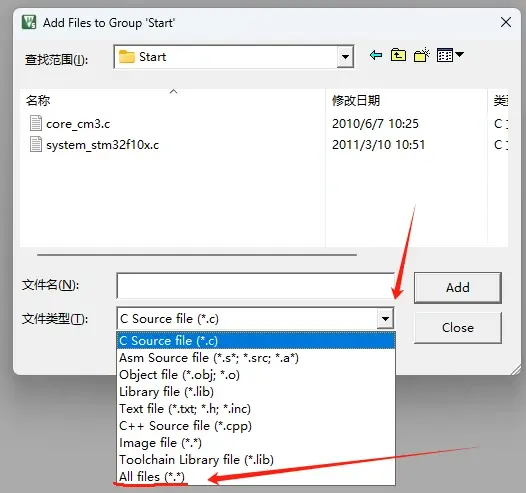 Add Files to Group 'Start'
查找范围(I):
Start
名称
修改日期
类
core_cm3.c
2010/6/7 10:25
C
system_stm32f10x.c
2011/3/10 10:51
C
文件名(N):
Add
文件类型(T):
C Source file (*.c)
Close
C Source file (*.c)
Asm Source file (*.s*; *.src; *.a*)
Object file (*.obj; *.o)
Library file (*.lib)
Text file (*.txt; *.h; *.inc)
C++ Source file (*.cpp)
Image file (*.*)
Toolchain Library file (*.lib)
All files (*.*)